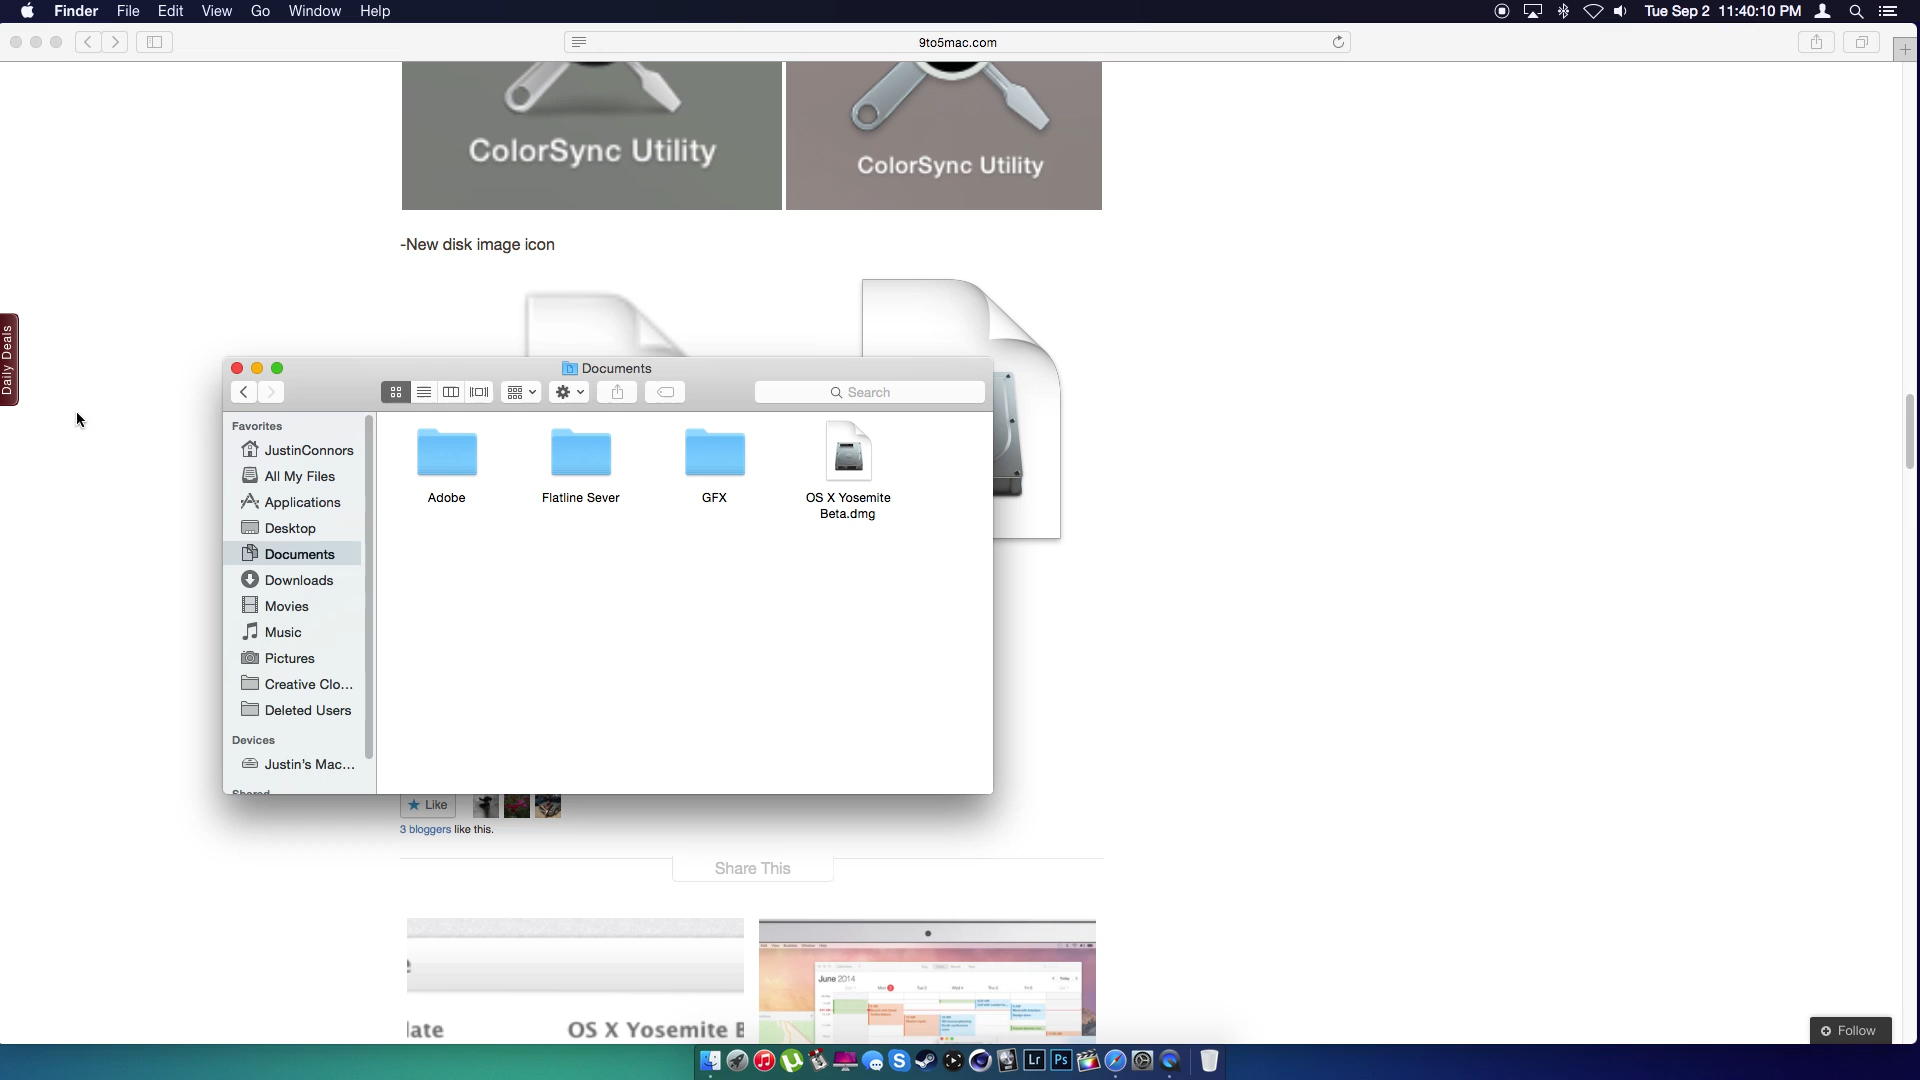 Finder File Edit View Go Window Help
Tue Sep 2 11:40:10 PM
9to5mac.com
ColorSync Utility
ColorSync Utility
-New disk image icon
Daily Deals
Documents
Search
Favorites
JustinConnors
All My Files
Applications
Desktop
Documents
Downloads
Movies
Music
Pictures
Creative Clo...
Deleted Users
Devices
Justin's Mac...
Adobe
Flatline Sever
GFX
OS X Yosemite
Beta.dmg
Like
3 bloggers like this.
Share This
June 2014
late
OS X Yosemite B
Follow
Lr
Ps